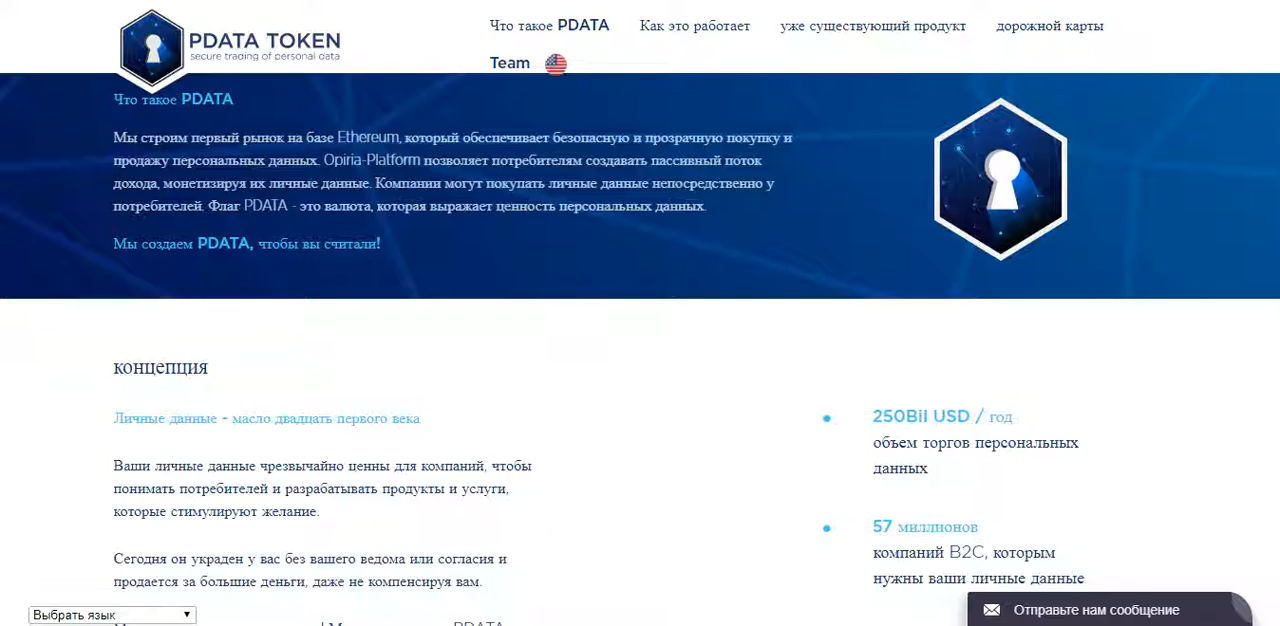 PDATA TOKEN
secure trading of personal data
Что такое PDATA
Как это работает
уже существующий продукт
дорожной карты
Team
Что такое PDATA
Мы строим первый рынок на базе Ethereum, который обеспечивает безопасную и прозрачную покупку и
продажу персональных данных. Opiria-Platform позволяет потребителям создавать пассивный поток
дохода, монетизируя их личные данные. Компании могут покупать личные данные непосредственно у
потребителей. Флаг PDATA - это валюта, которая выражает ценность персональных данных.
Мы создаем PDATA, чтобы вы считали!
концепция
Личные данные - масло двадцать первого века
Ваши личные данные чрезвычайно ценны для компаний, чтобы
понимать потребителей и разрабатывать продукты и услуги,
которые стимулируют желание.
Сегодня он украден у вас без вашего ведома или согласия и
продается за большие деньги, даже не компенсируя вам.
PDATA
250Bil USD / год
объем торгов персональных
данных
57 миллионов
компаний B2C, которым
нужны ваши личные данные
Выбрать язык
Отправьте нам сообщение